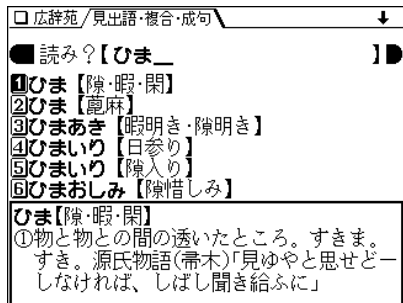 広辞苑/見出語・複合・成句
読み?【ひま_ 】
1ひま【隙・暇・閑】
2ひま【蓖麻】
3ひまあき【暇明き・隙明き】
4ひまいり【日参り】
5ひまいり【隙入り】
6ひまおしみ【隙惜しみ】
ひま【隙・暇・閑】
①物と物との間の透いたところ。すきま。
すき。源氏物語(帚木)「見ゆやと思せどー
しなければ、しばし聞き給ふに」